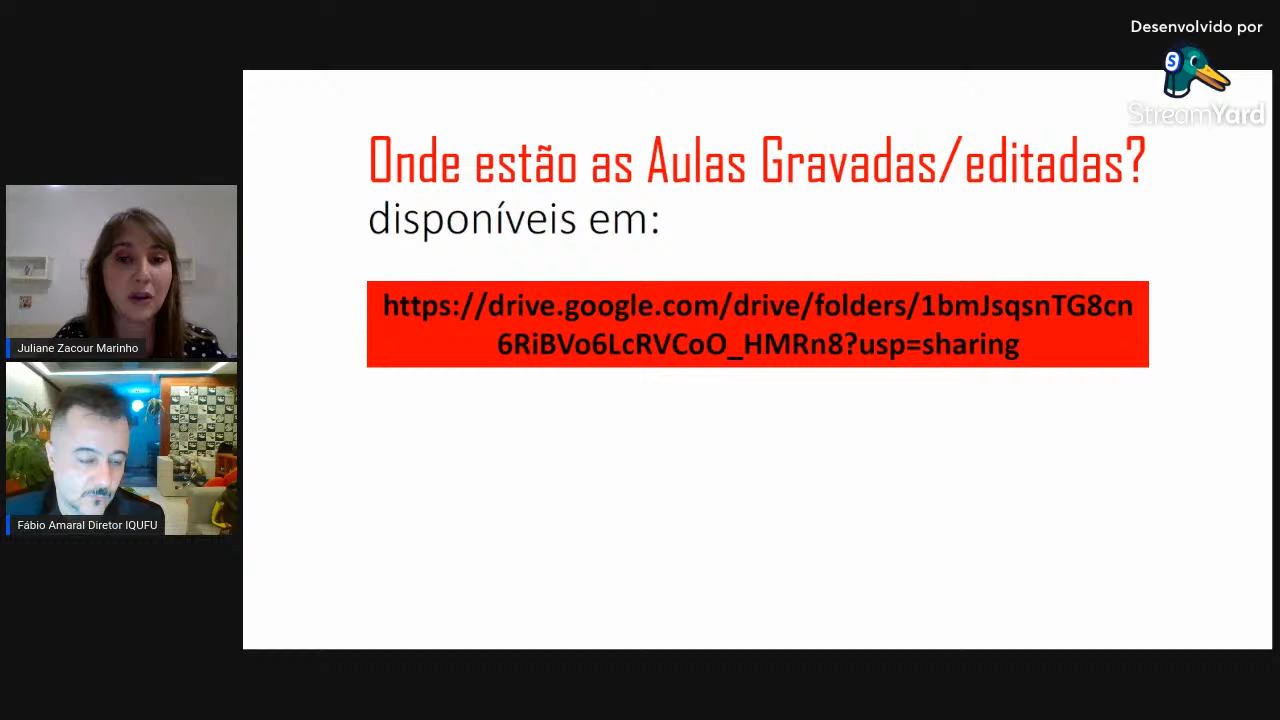 Desenvolvido por
S
StreamYard
Onde estão as Aulas Gravadas/editadas?
disponíveis em:
https://drive.google.com/drive/folders/1bmJsqsnTG8cn
6RiBVo6LcRVCoO_HMRn8?usp=sharing
Juliane Zacour Marinho
Fábio Amaral Diretor IQUFU